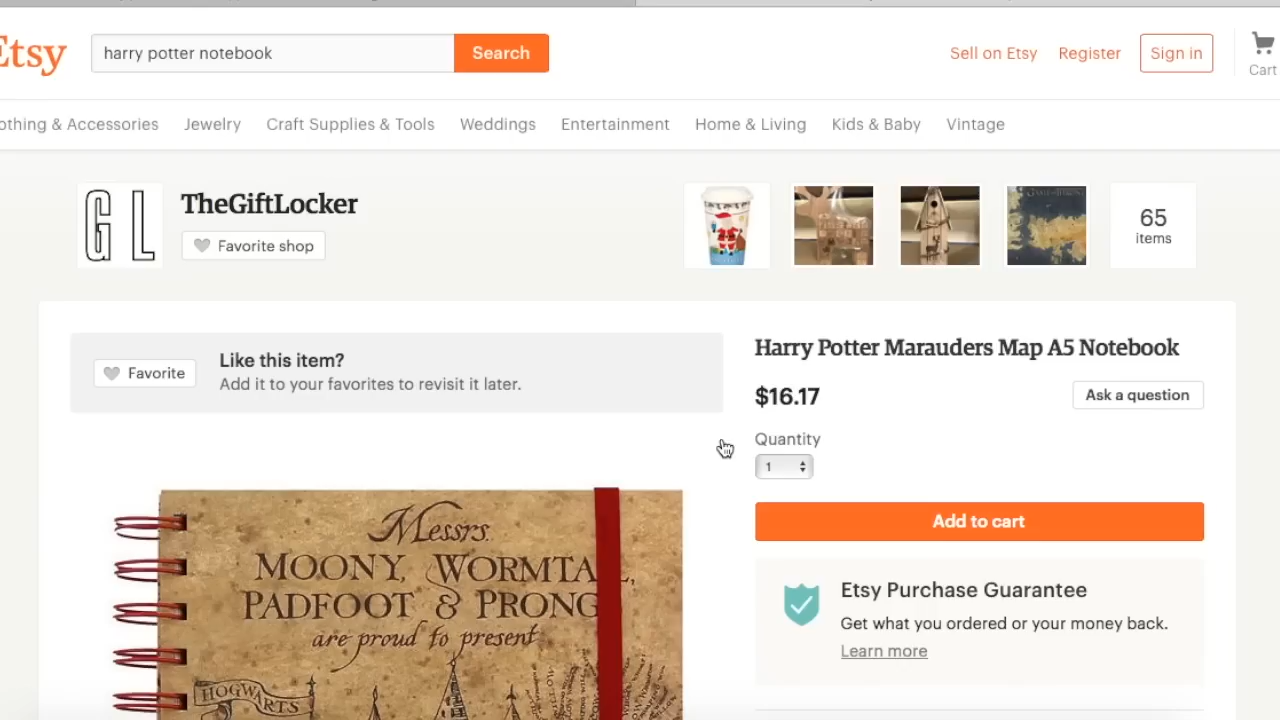 Etsy
harry potter notebook
Search
Sell on Etsy
Register
Sign in
Cart
othing & Accessories
Jewelry
Craft Supplies & Tools
Weddings
Entertainment
Home & Living
Kids & Baby
Vintage
GL
TheGiftLocker
Favorite shop
65
items
Favorite
Like this item?
Add it to your favorites to revisit it later.
Harry Potter Marauders Map A5 Notebook
$16.17
Ask a question
Quantity
1
Add to cart
Etsy Purchase Guarantee
Get what you ordered or your money back.
Learn more
Messrs.
MOONY, WORMTA
PADFOOT & PRONG
are proud to present
HOGWARTS